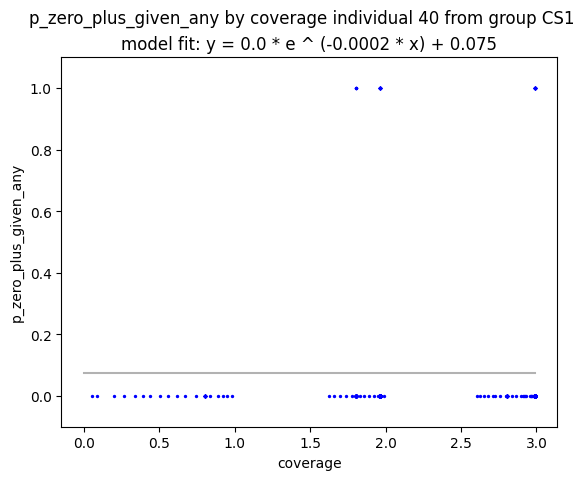 p_zero_plus_given_any by coverage individual 40 from group CS1
model fit: y = 0.0 * e ^ (-0.0002 * x) + 0.075
1.0
0.8
0.6
0.4
0.2
0.0
p_zero_plus_given_any
0.0 0.5 1.0 1.5 2.0 2.5 3.0
coverage